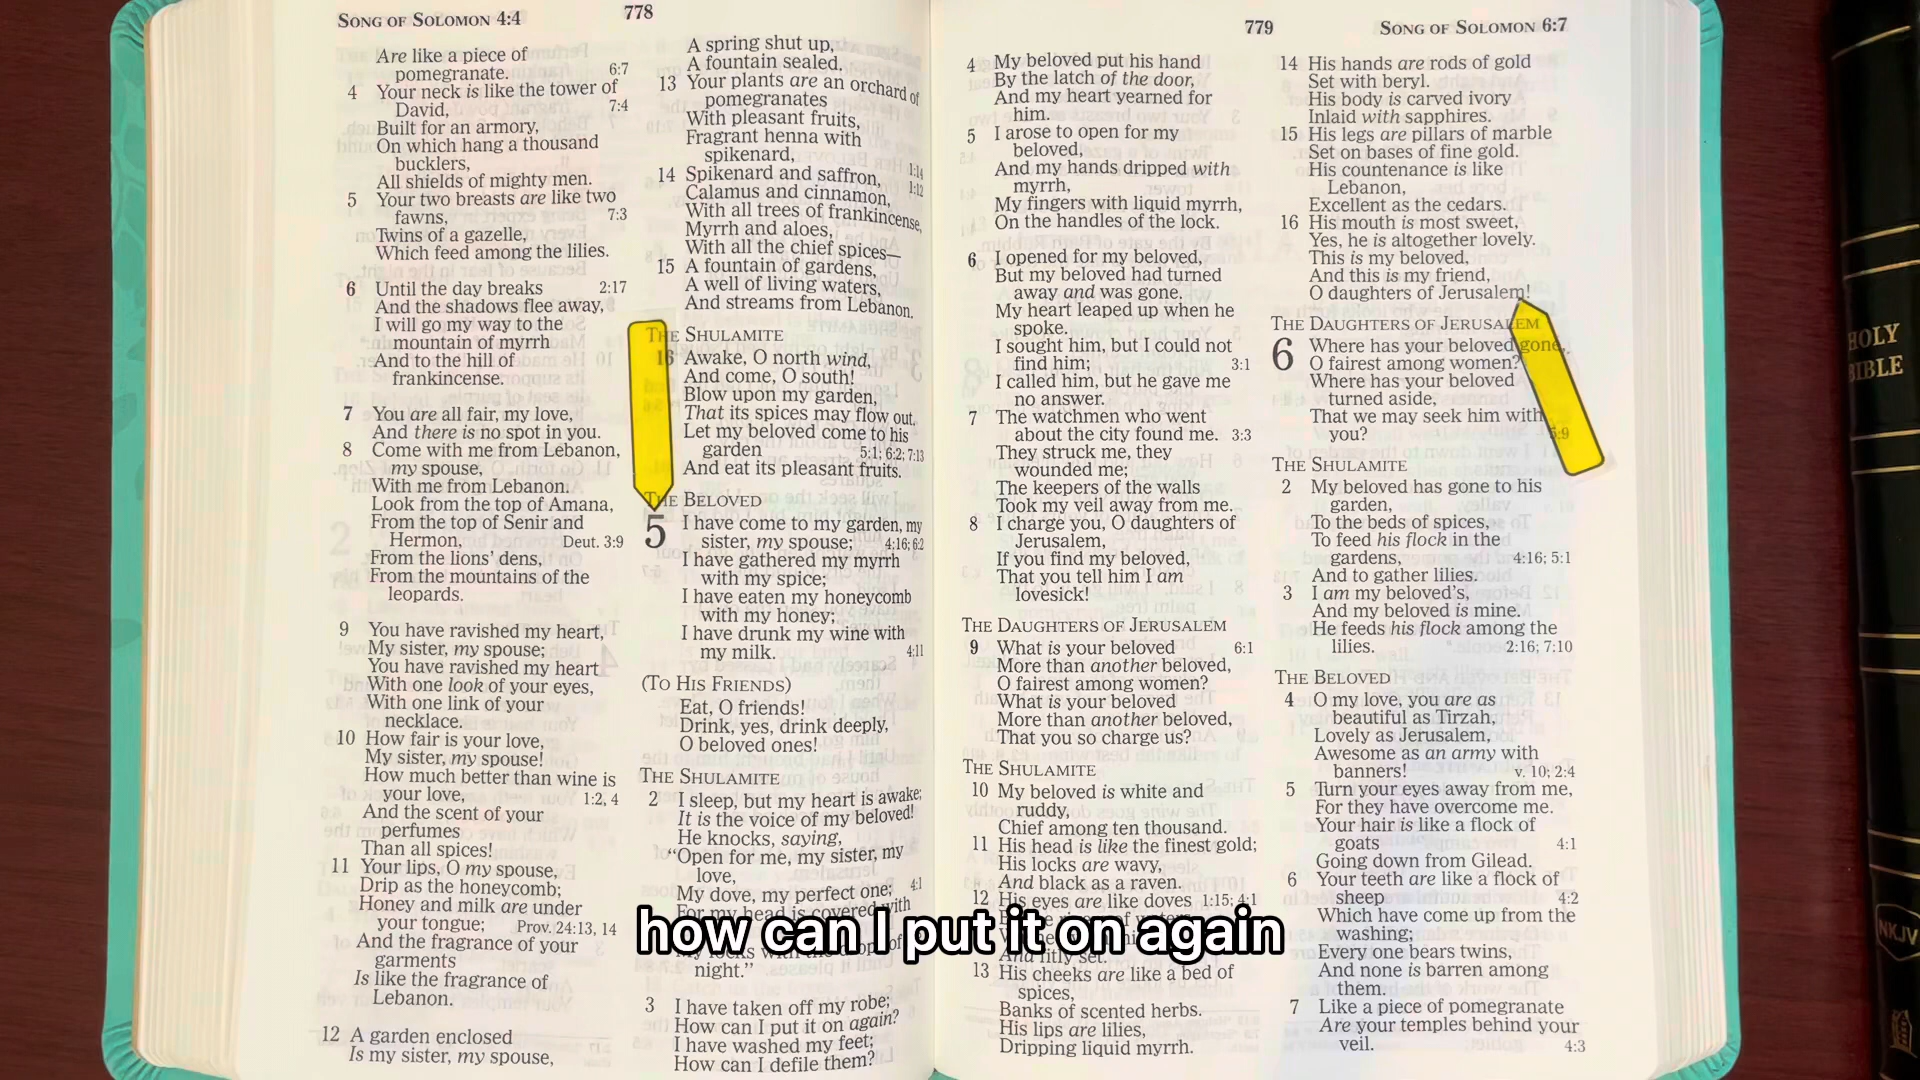 SONG OF SOLOMON 4:4
778
Are like a piece of
pomegranate. 6:7
4 Your neck is like the tower of
David, 7:4
Built for an armory,
On which hang a thousand
bucklers,
All shields of mighty men.
5 Your two breasts are like two
fawns, 7:3
Twins of a gazelle,
Which feed among the lilies.
6 Until the day breaks 2:17
And the shadows flee away,
I will go my way to the
mountain of myrrh
And to the hill of
frankincense.
7 You are all fair, my love,
And there is no spot in you.
8 Come with me from Lebanon,
my spouse,
With me from Lebanon.
Look from the top of Amana,
From the top of Senir and
Hermon, Deut. 3:9
From the lions' dens,
From the mountains of the
leopards.
9 You have ravished my heart,
My sister, my spouse;
You have ravished my heart
With one look of your eyes,
With one link of your
necklace.
10 How fair is your love,
My sister, my spouse!
How much better than wine is
your love, 1:2, 4
And the scent of your
perfumes
Than all spices!
11 Your lips, O my spouse,
Drip as the honeycomb;
Honey and milk are under
your tongue; Prov. 24:13, 14
And the fragrance of your
garments
Is like the fragrance of
Lebanon.
12 A garden enclosed
Is my sister, my spouse,
A spring shut up,
A fountain sealed.
13 Your plants are an orchard of
pomegranates
With pleasant fruits,
Fragrant henna with
spikenard,
14 Spikenard and saffron, 1:14
Calamus and cinnamon, 1:12
With all trees of frankincense,
Myrrh and aloes,
With all the chief spices—
15 A fountain of gardens,
A well of living waters,
And streams from Lebanon.
THE SHULAMITE
16 Awake, O north wind,
And come, O south!
Blow upon my garden,
That its spices may flow out.
Let my beloved come to his
garden 5:1; 6:2; 7:13
And eat its pleasant fruits.
THE BELOVED
5 I have come to my garden, my
sister, my spouse; 4:16; 6:2
I have gathered my myrrh
with my spice;
I have eaten my honeycomb
with my honey;
I have drunk my wine with
my milk. 4:11
(TO HIS FRIENDS)
Eat, O friends!
Drink, yes, drink deeply,
O beloved ones!
THE SHULAMITE
2 I sleep, but my heart is awake;
It is the voice of my beloved!
He knocks, saying,
“Open for me, my sister, my
love,
My dove, my perfect one; 4:1
For my head is covered with
night.”
3 I have taken off my robe;
How can I put it on again?
I have washed my feet;
How can I defile them?
779
SONG OF SOLOMON 6:7
4 My beloved put his hand
By the latch of the door,
And my heart yearned for
him.
5 I arose to open for my
beloved,
And my hands dripped with
myrrh,
My fingers with liquid myrrh,
On the handles of the lock.
6 I opened for my beloved,
But my beloved had turned
away and was gone.
My heart leaped up when he
spoke.
I sought him, but I could not
find him; 3:1
I called him, but he gave me
no answer.
7 The watchmen who went
about the city found me. 3:3
They struck me, they
wounded me;
The keepers of the walls
Took my veil away from me.
8 I charge you, O daughters of
Jerusalem,
If you find my beloved,
That you tell him I am
lovesick!
THE DAUGHTERS OF JERUSALEM
9 What is your beloved 6:1
More than another beloved,
O fairest among women?
What is your beloved
More than another beloved,
That you so charge us?
THE SHULAMITE
10 My beloved is white and
ruddy,
Chief among ten thousand.
11 His head is like the finest gold;
His locks are wavy,
And black as a raven.
12 His eyes are like doves 1:15; 4:1
And fitly set.
13 His cheeks are like a bed of
spices,
Banks of scented herbs.
His lips are lilies,
Dripping liquid myrrh.
14 His hands are rods of gold
Set with beryl.
His body is carved ivory
Inlaid with sapphires.
15 His legs are pillars of marble
Set on bases of fine gold.
His countenance is like
Lebanon,
Excellent as the cedars.
16 His mouth is most sweet,
Yes, he is altogether lovely.
This is my beloved,
And this is my friend,
O daughters of Jerusalem!
THE DAUGHTERS OF JERUSALEM
6 Where has your beloved gone,
O fairest among women?
Where has your beloved
turned aside,
That we may seek him with
you? 5:9
THE SHULAMITE
2 My beloved has gone to his
garden,
To the beds of spices,
To feed his flock in the
gardens, 4:16; 5:1
And to gather lilies.
3 I am my beloved's,
And my beloved is mine.
He feeds his flock among the
lilies. 2:16; 7:10
THE BELOVED
4 O my love, you are as
beautiful as Tirzah,
Lovely as Jerusalem,
Awesome as an army with
banners! v. 10; 2:4
5 Turn your eyes away from me,
For they have overcome me.
Your hair is like a flock of
goats 4:1
Going down from Gilead.
6 Your teeth are like a flock of
sheep 4:2
Which have come up from the
washing;
Every one bears twins,
And none is barren among
them.
7 Like a piece of pomegranate
Are your temples behind your
veil. 4:3
how can I put it on again
HOLY
BIBLE
NKJV